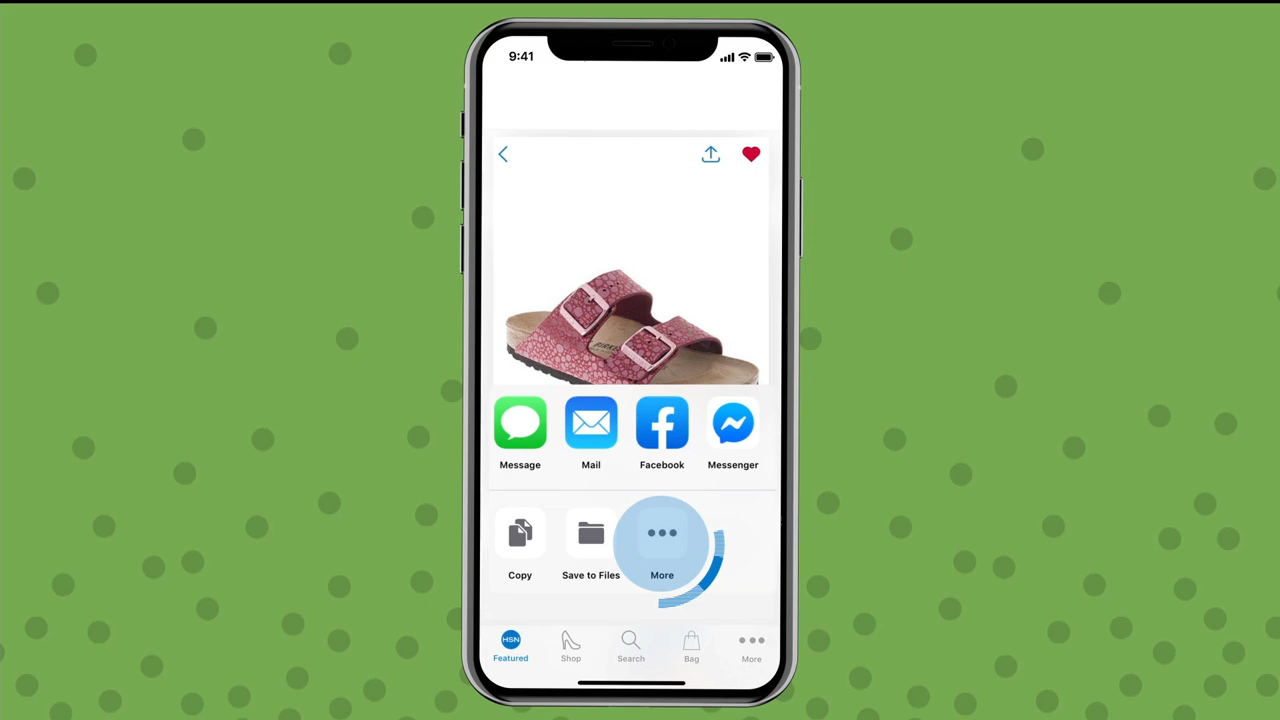 9:41
Message Mail Facebook Messenger
Copy Save to Files More
HSN
Featured Shop Search Bag More